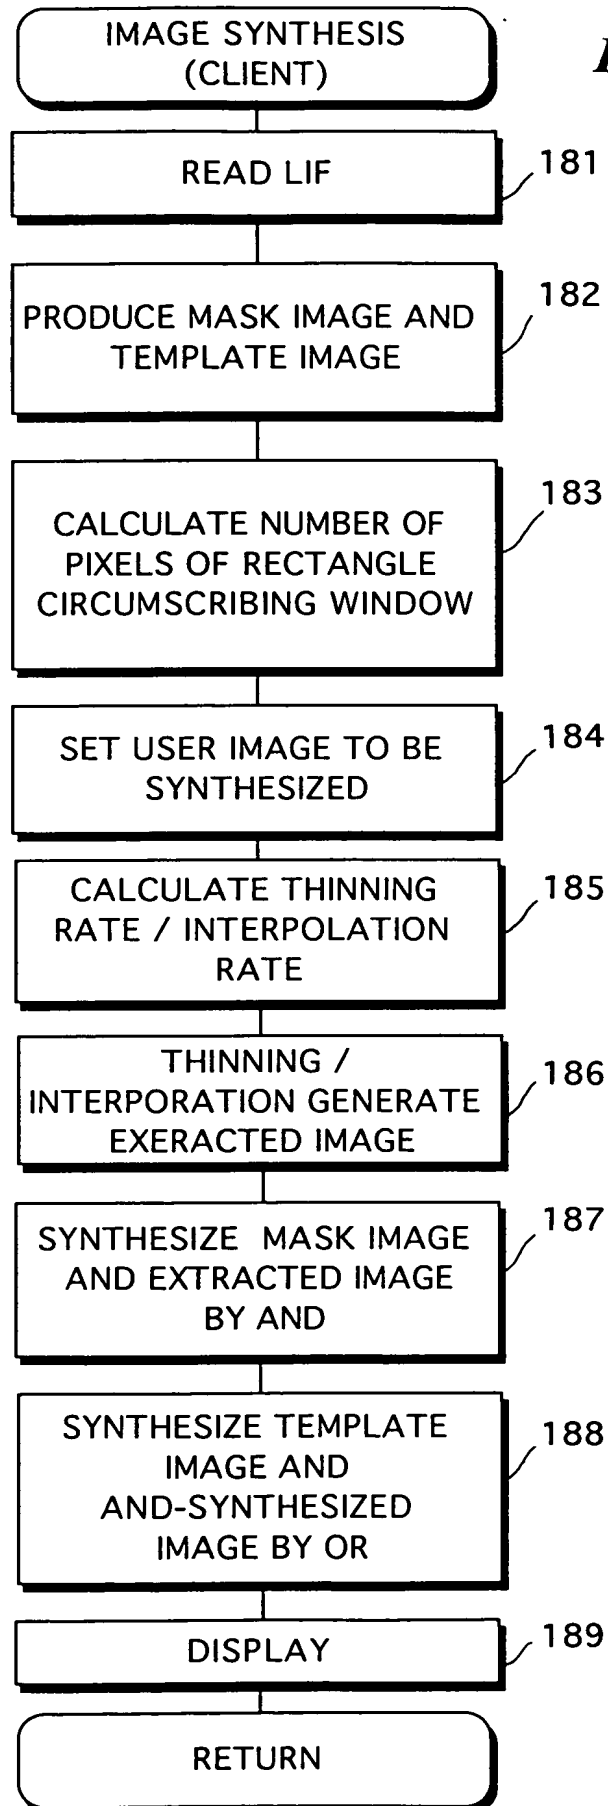 IMAGE SYNTHESIS
(CLIENT)
READ LIF
181
PRODUCE MASK IMAGE AND
TEMPLATE IMAGE
182
CALCULATE NUMBER OF
PIXELS OF RECTANGLE
CIRCUMSCRIBING WINDOW
183
SET USER IMAGE TO BE
SYNTHESIZED
184
CALCULATE THINNING
RATE / INTERPOLATION
RATE
185
THINNING /
INTERPORATION GENERATE
EXERACTED IMAGE
186
SYNTHESIZE MASK IMAGE
AND EXTRACTED IMAGE
BY AND
187
SYNTHESIZE TEMPLATE
IMAGE AND
AND-SYNTHESIZED
IMAGE BY OR
188
DISPLAY
189
RETURN